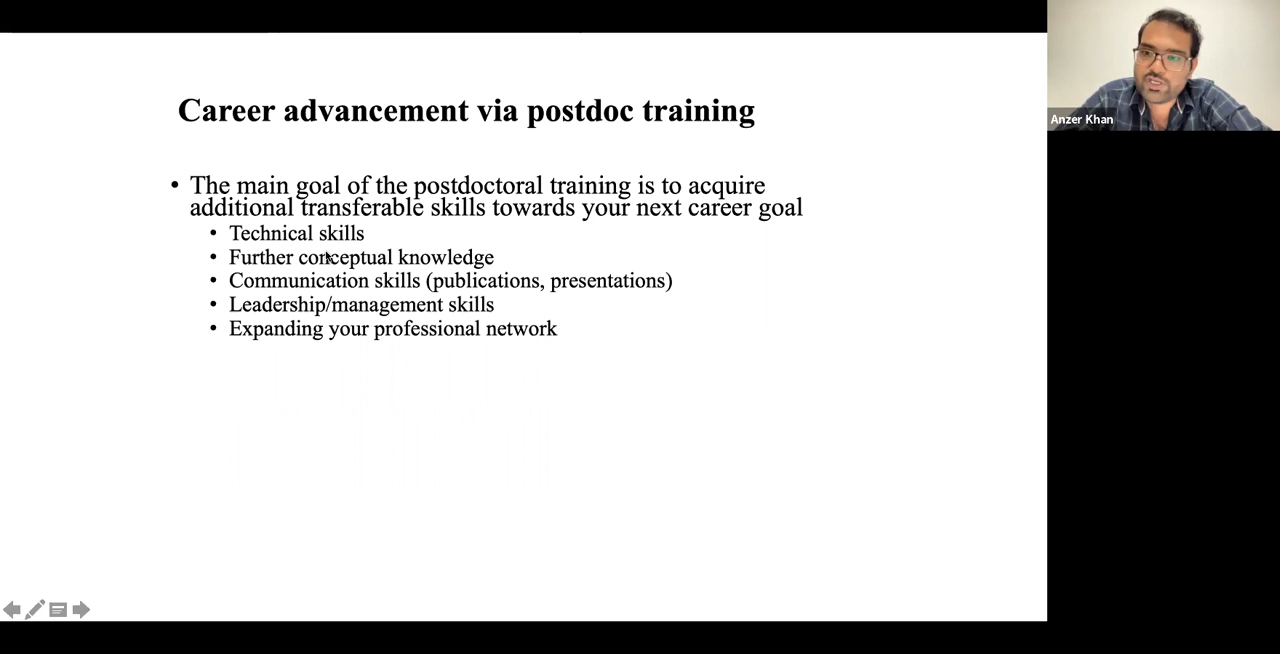 Career advancement via postdoc training
• The main goal of the postdoctoral training is to acquire
additional transferable skills towards your next career goal
• Technical skills
• Further conceptual knowledge
• Communication skills (publications, presentations)
• Leadership/management skills
• Expanding your professional network
Anzer Khan